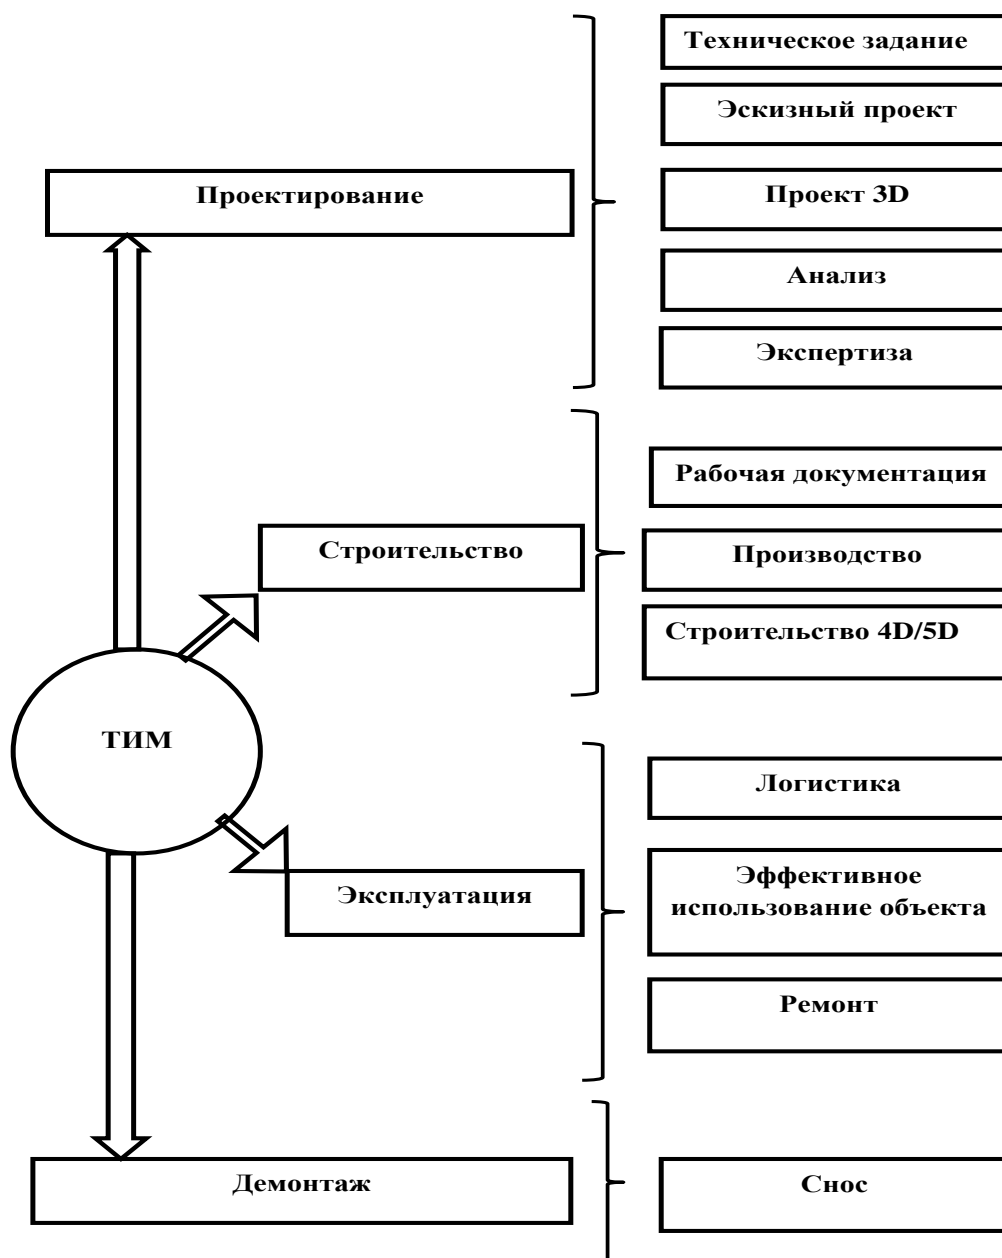 Техническое задание
Эскизный проект
Проектирование
Проект 3D
Анализ
Экспертиза
Рабочая документация
Строительство
Производство
Строительство 4D/5D
ТИМ
Логистика
Эксплуатация
Эффективное
использование объекта
Ремонт
Демонтаж
Снос